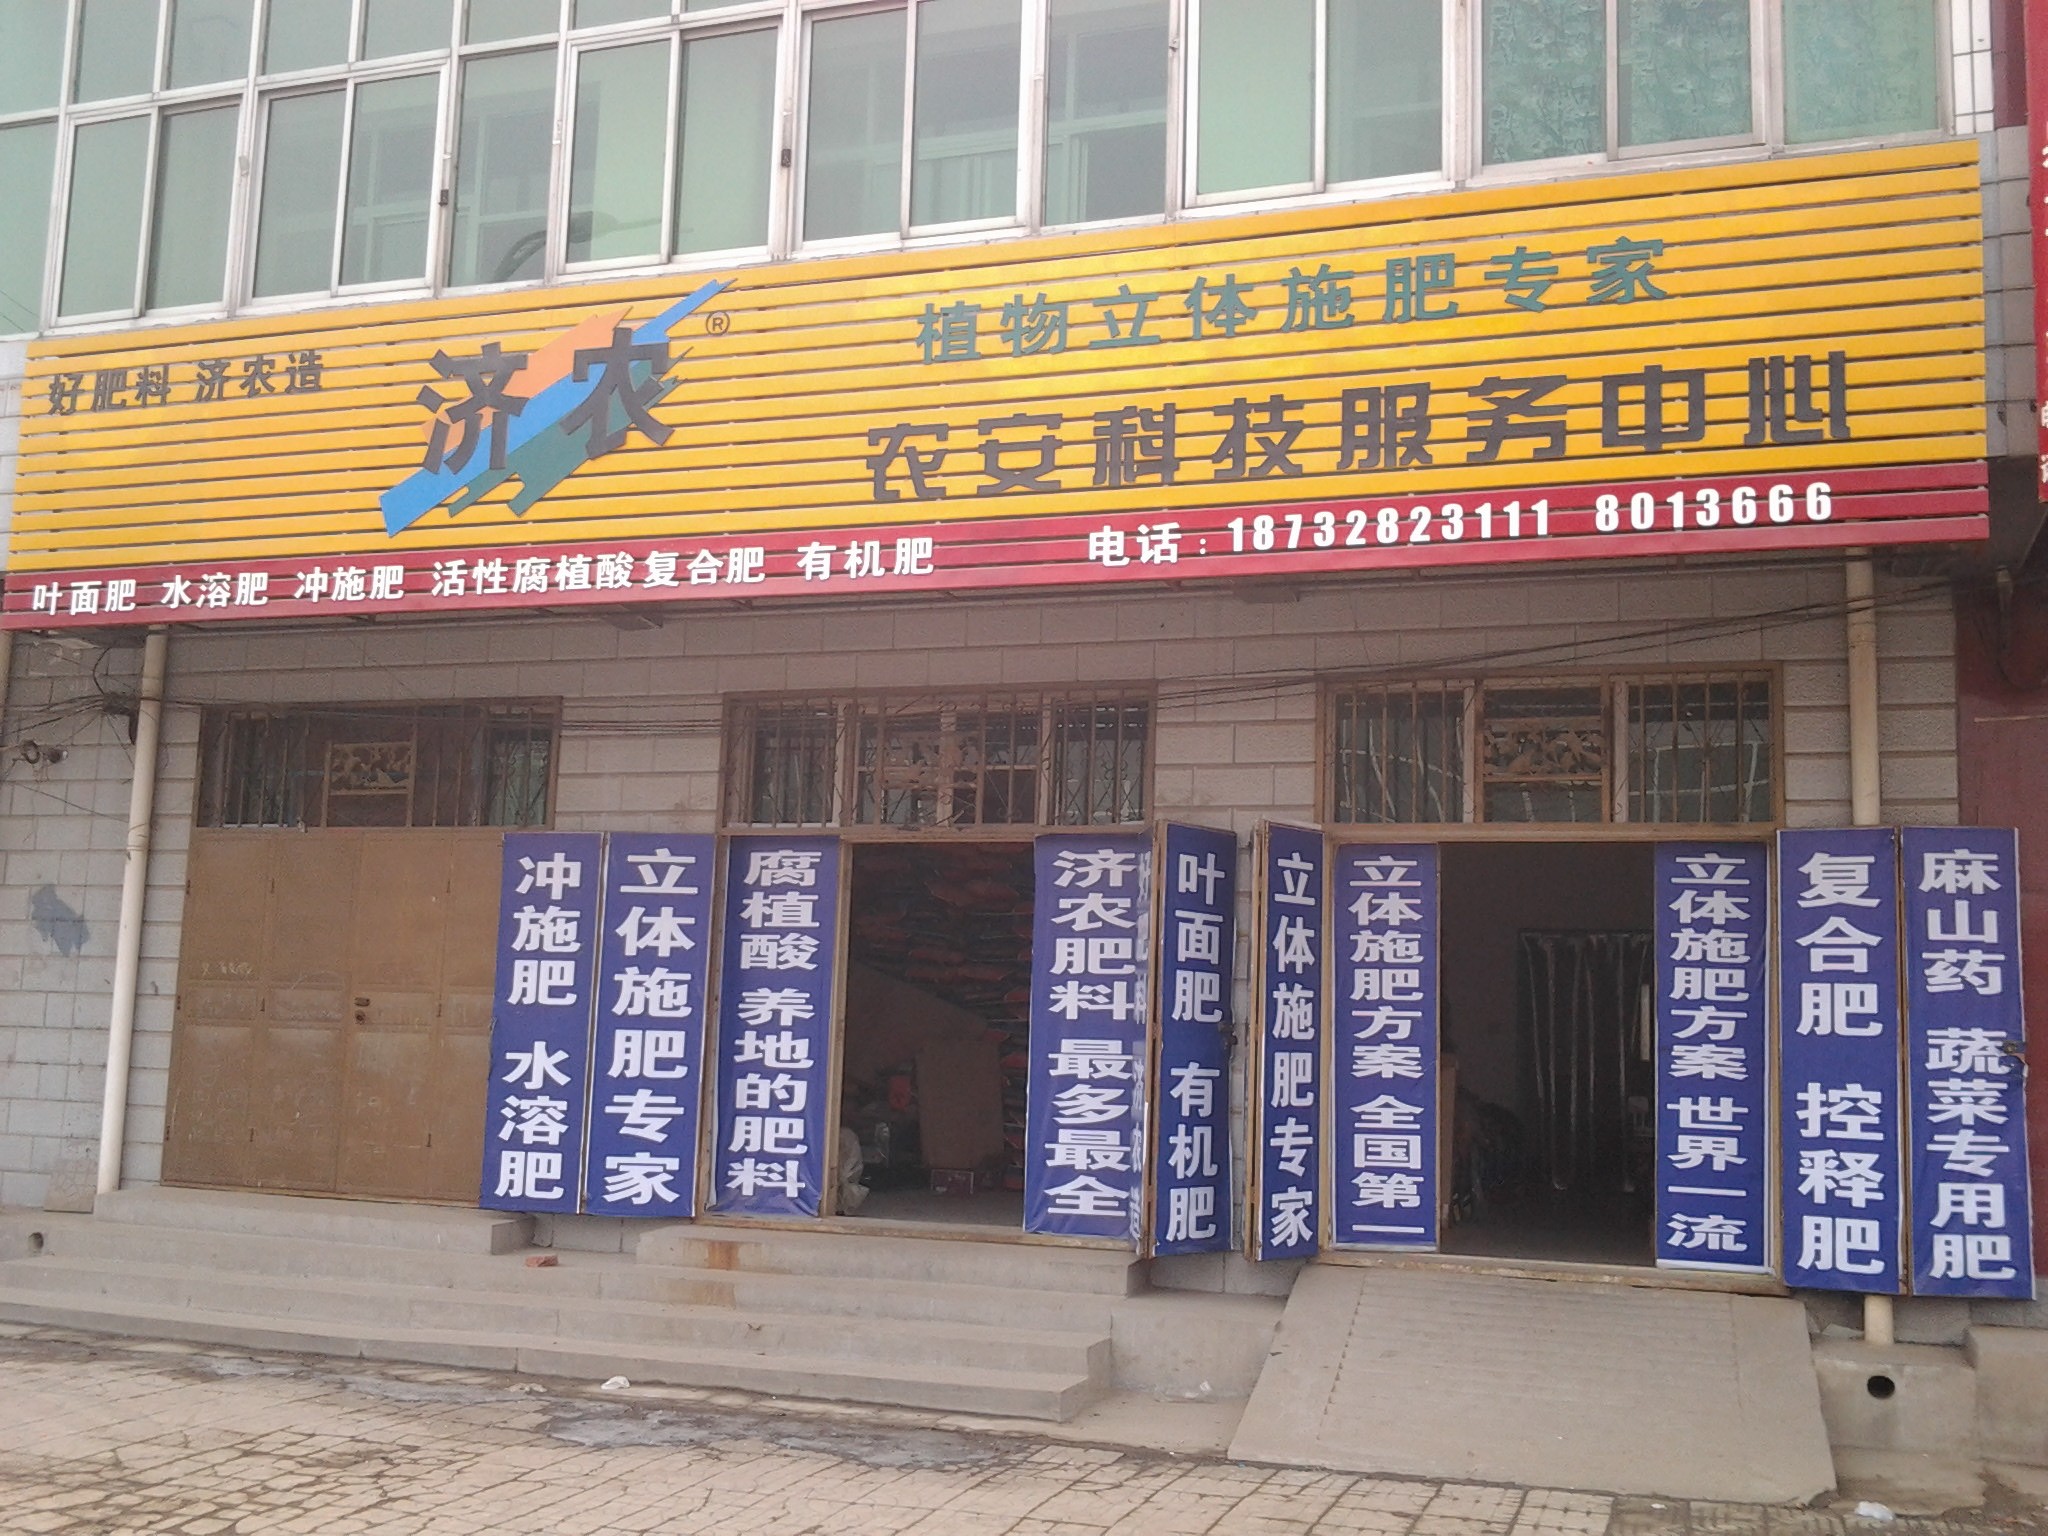 好肥料 济农造
济农®
植物立体施肥专家
农安科技服务中心
叶面肥 水溶肥 冲施肥 活性腐植酸复合肥 有机肥
电话：18732823111 8013666
冲施肥 水溶肥
立体施肥专家
腐植酸 养地的肥料
济农肥料 最多最全
叶面肥 有机肥
立体施肥专家
立体施肥方案 全国第一
立体施肥方案 世界一流
复合肥 控释肥
麻山药 蔬菜专用肥